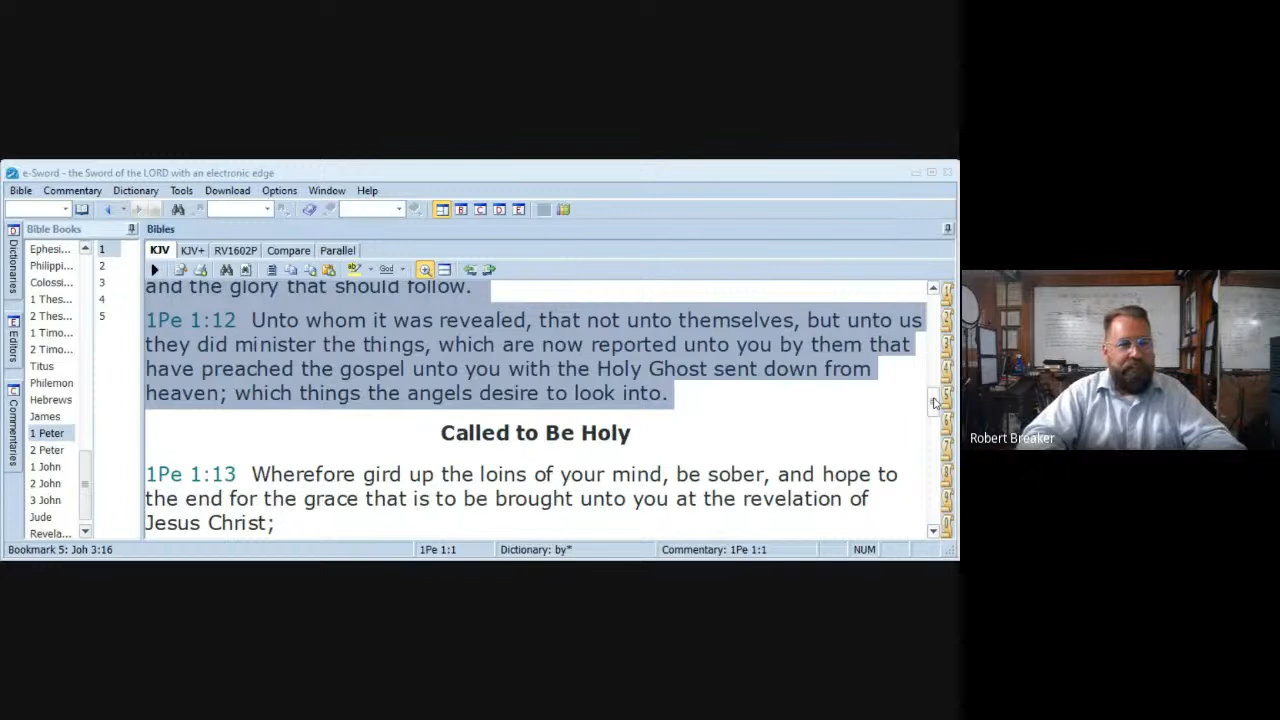 e-Sword - the Sword of the LORD with an electronic edge
Bible Commentary Dictionary Tools Download Options Window Help
B C D E
Bible Books
Bibles
Dictionaries
Editors
Commentaries
Ephesi...
Philippi...
Colossi...
1 Thes...
2 Thes...
1 Timo...
2 Timo...
Titus
Philemon
Hebrews
James
1 Peter
2 Peter
1 John
2 John
3 John
Jude
Revela...
1
2
3
4
5
KJV KJV+ RV1602P Compare Parallel
God
and the glory that should follow.
1Pe 1:12 Unto whom it was revealed, that not unto themselves, but unto us
they did minister the things, which are now reported unto you by them that
have preached the gospel unto you with the Holy Ghost sent down from
heaven; which things the angels desire to look into.
Called to Be Holy
1Pe 1:13 Wherefore gird up the loins of your mind, be sober, and hope to
the end for the grace that is to be brought unto you at the revelation of
Jesus Christ;
Bookmark 5: Joh 3:16
1Pe 1:1
Dictionary: by*
Commentary: 1Pe 1:1
NUM
Robert Breaker